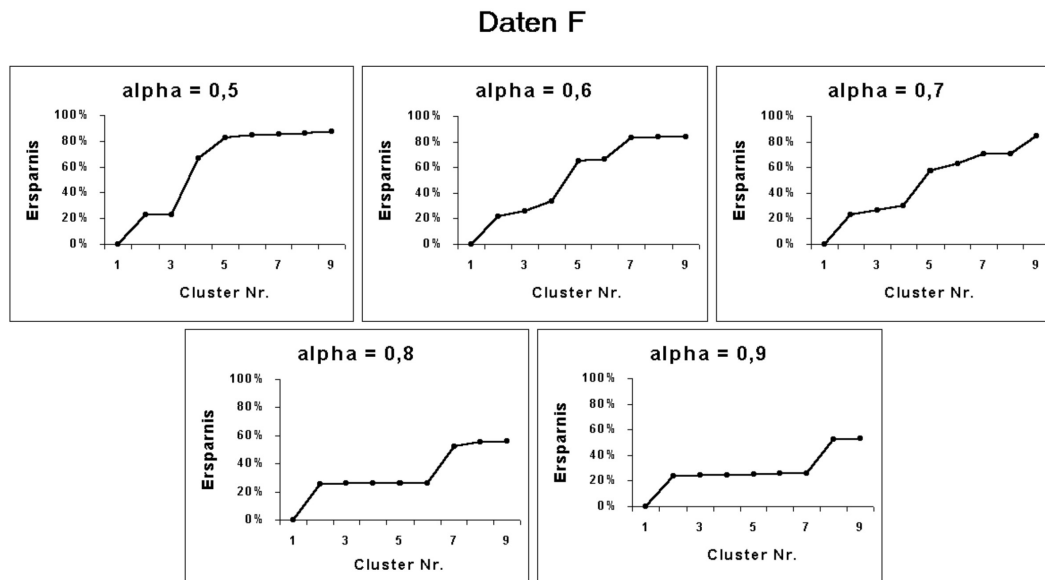 Daten F
alpha = 0,5
100%
80%
60%
40%
20%
0%
Ersparnis
1 3 5 7 9
Cluster Nr.
alpha = 0,6
100%
80%
60%
40%
20%
0%
Ersparnis
1 3 5 7 9
Cluster Nr.
alpha = 0,7
100%
80%
60%
40%
20%
0%
Ersparnis
1 3 5 7 9
Cluster Nr.
alpha = 0,8
100%
80%
60%
40%
20%
0%
Ersparnis
1 3 5 7 9
Cluster Nr.
alpha = 0,9
100%
80%
60%
40%
20%
0%
Ersparnis
1 3 5 7 9
Cluster Nr.